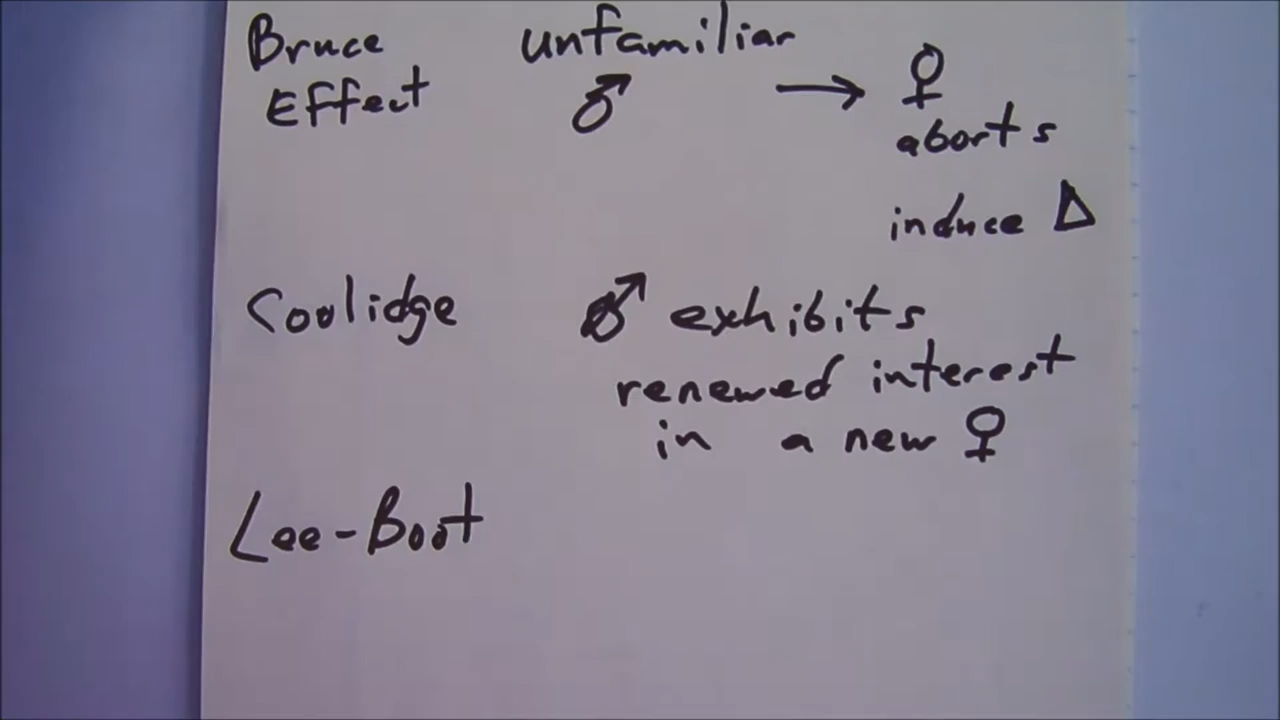 Bruce unfamiliar
Effect ♂ → ♀
aborts
induce Δ
Coolidge ♂ exhibits
renewed interest
in a new ♀
Lee-Boot